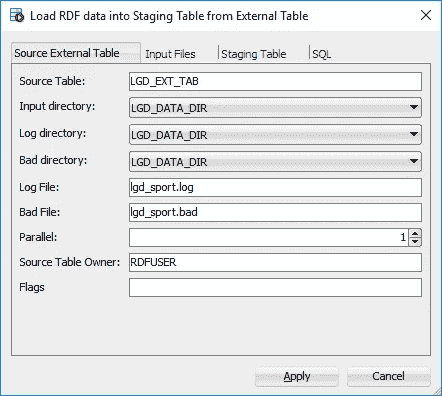 Load RDF data into Staging Table from External Table
Source External Table Input Files Staging Table SQL
Source Table: LGD_EXT_TAB
Input directory: LGD_DATA_DIR
Log directory: LGD_DATA_DIR
Bad directory: LGD_DATA_DIR
Log File: lgd_sport.log
Bad File: lgd_sport.bad
Parallel: 1
Source Table Owner: RDFUSER
Flags
Apply Cancel